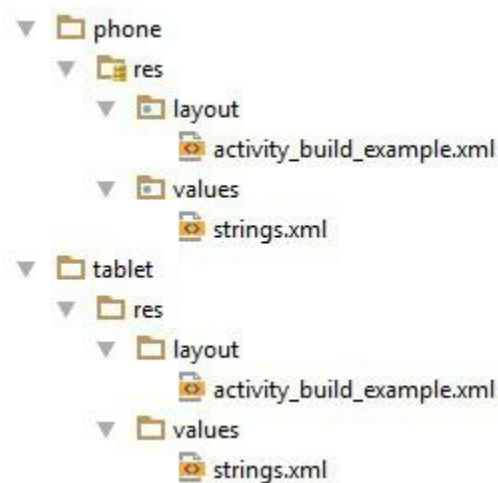 phone
res
layout
activity_build_example.xml
values
strings.xml
tablet
res
layout
activity_build_example.xml
values
strings.xml